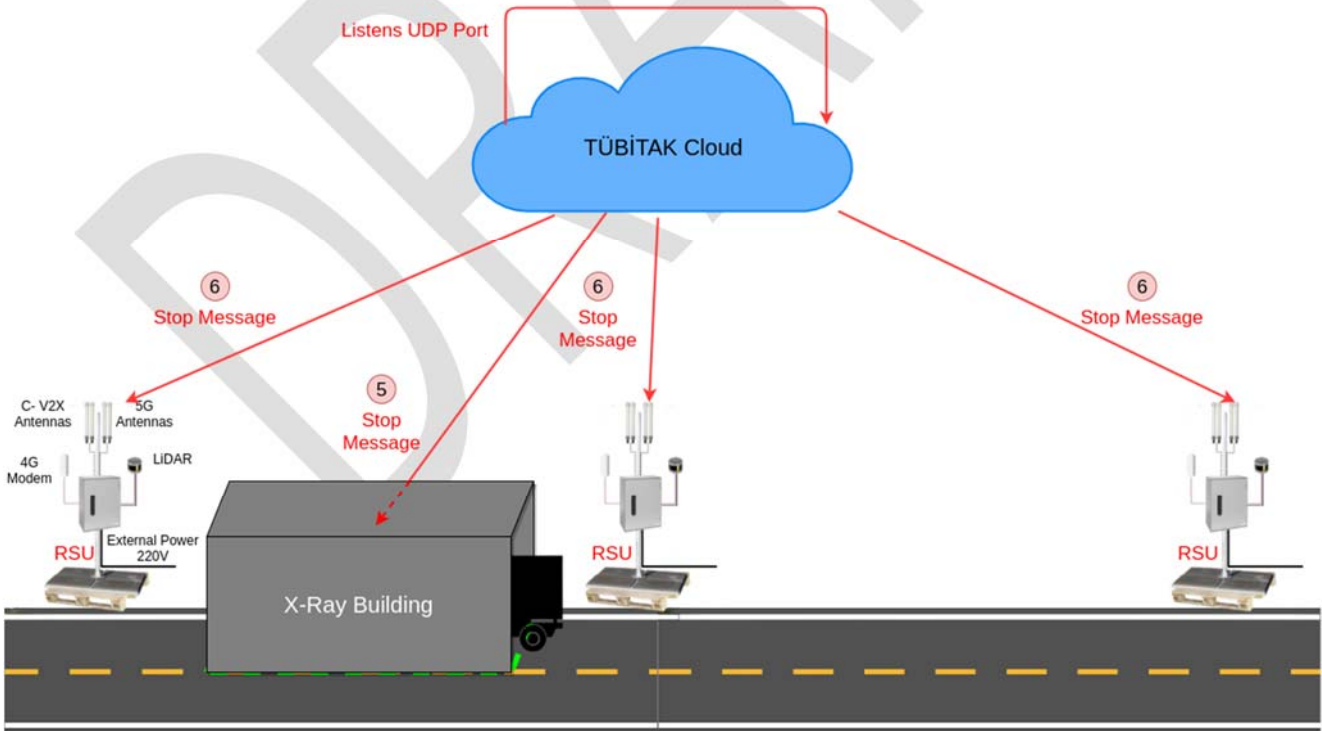 Listens UDP Port
TÜBİTAK Cloud
6
Stop Message
6
Stop
Message
6
Stop Message
5
Stop
Message
C- V2X
Antennas
5G
Antennas
4G
Modem
LiDAR
External Power
220V
RSU
RSU
RSU
X-Ray Building